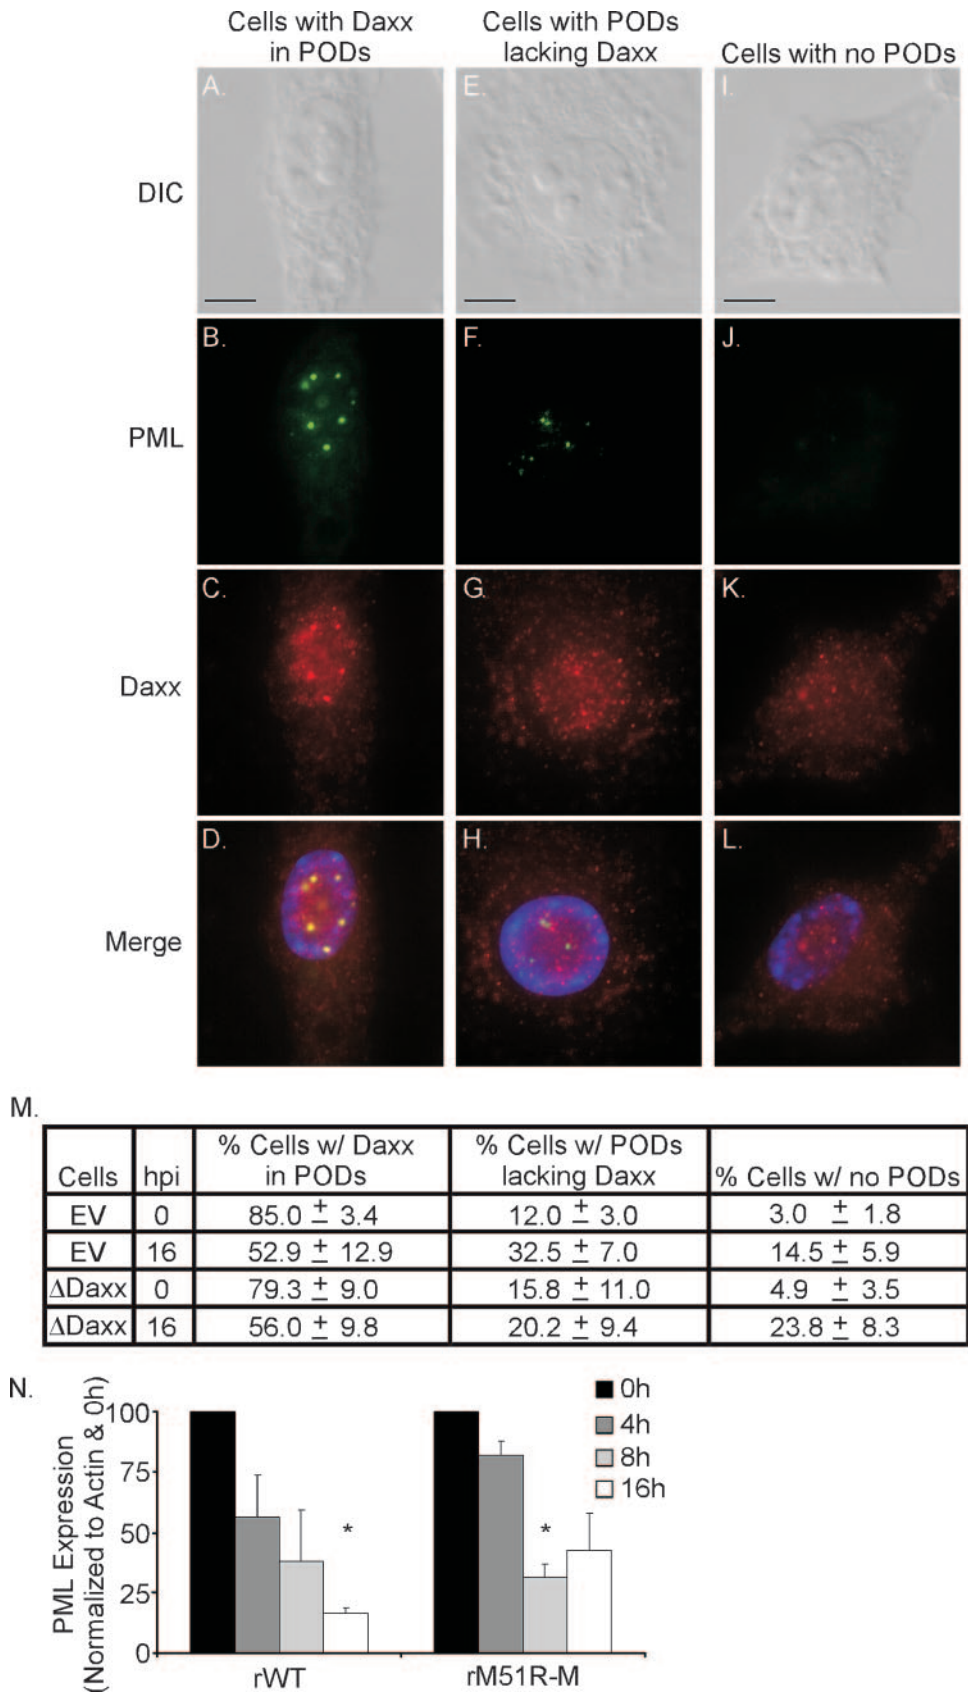 Cells with Daxx
in PODs
Cells with PODs
lacking Daxx
Cells with no PODs
A.
E.
I.
DIC
B.
F.
J.
PML
C.
G.
K.
Daxx
D.
H.
L.
Merge
M.
Cells hpi % Cells w/ Daxx in PODs % Cells w/ PODs lacking Daxx % Cells w/ no PODs
EV 0 85.0 ± 3.4 12.0 ± 3.0 3.0 ± 1.8
EV 16 52.9 ± 12.9 32.5 ± 7.0 14.5 ± 5.9
ΔDaxx 0 79.3 ± 9.0 15.8 ± 11.0 4.9 ± 3.5
ΔDaxx 16 56.0 ± 9.8 20.2 ± 9.4 23.8 ± 8.3
N.
PML Expression
(Normalized to Actin & 0h)
100
75
50
25
0
*
*
0h
4h
8h
16h
rWT
rM51R-M